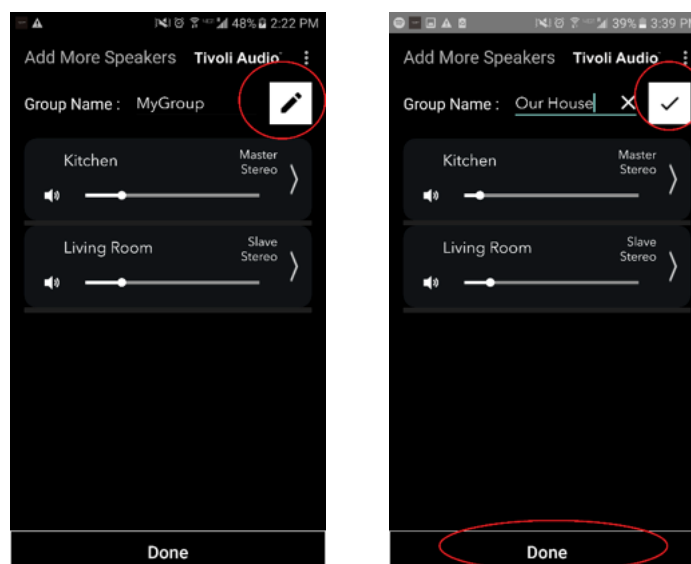 48% 2:22 PM
Add More Speakers Tivoli Audio
Group Name : MyGroup
Kitchen Master
Stereo
Living Room Slave
Stereo
Done
39% 3:39 PM
Add More Speakers Tivoli Audio
Group Name : Our House
Kitchen Master
Stereo
Living Room Slave
Stereo
Done